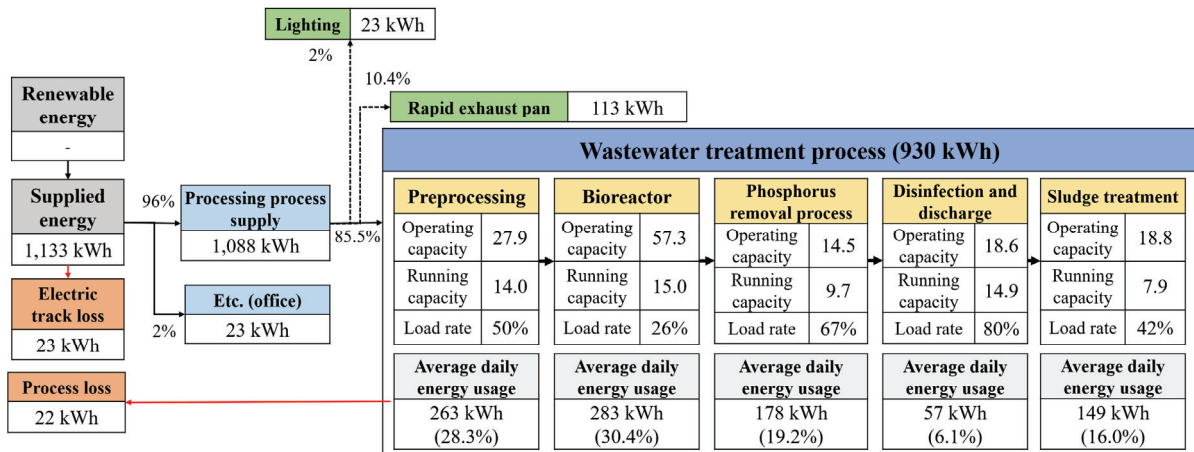 Lighting
23 kWh
2%
10.4%
Rapid exhaust pan
113 kWh
Renewable
energy
-
Supplied
energy
1,133 kWh
96%
Processing process
supply
1,088 kWh
85.5%
Electric
track loss
23 kWh
2%
Etc. (office)
23 kWh
Process loss
22 kWh
Wastewater treatment process (930 kWh)
Preprocessing
Operating
capacity
27.9
Running
capacity
14.0
Load rate
50%
Average daily
energy usage
263 kWh
(28.3%)
Bioreactor
Operating
capacity
57.3
Running
capacity
15.0
Load rate
26%
Average daily
energy usage
283 kWh
(30.4%)
Phosphorus
removal process
Operating
capacity
14.5
Running
capacity
9.7
Load rate
67%
Average daily
energy usage
178 kWh
(19.2%)
Disinfection and
discharge
Operating
capacity
18.6
Running
capacity
14.9
Load rate
80%
Average daily
energy usage
57 kWh
(6.1%)
Sludge treatment
Operating
capacity
18.8
Running
capacity
7.9
Load rate
42%
Average daily
energy usage
149 kWh
(16.0%)